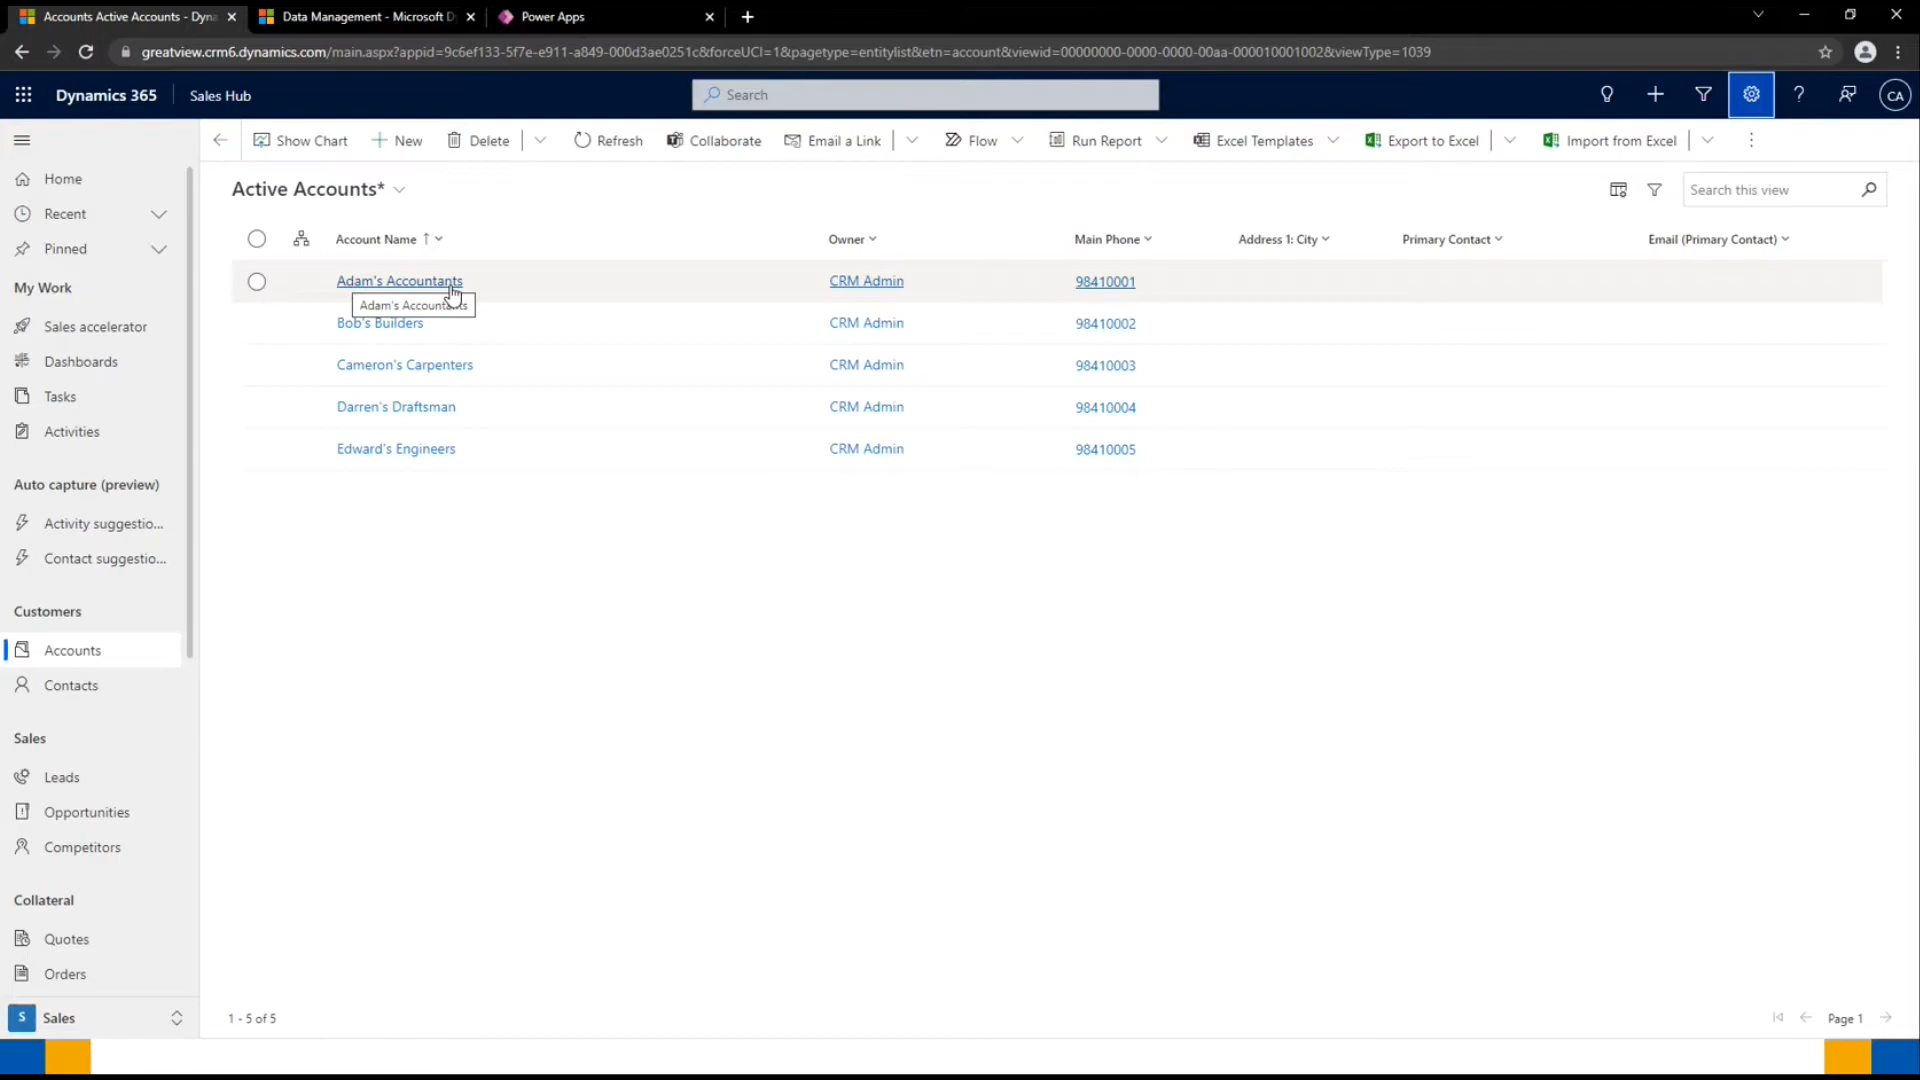 Accounts Active Accounts - Dyna
Data Management - Microsoft D
Power Apps
greatview.crm6.dynamics.com/main.aspx?appid=9c6ef133-5f7e-e911-a849-000d3ae0251c&forceUCI=1&pagetype=entitylist&etn=account&viewid=00000000-0000-0000-00aa-000010001002&viewType=1039
Dynamics 365
Sales Hub
Search
CA
Show Chart
New
Delete
Refresh
Collaborate
Email a Link
Flow
Run Report
Excel Templates
Export to Excel
Import from Excel
Home
Recent
Pinned
My Work
Sales accelerator
Dashboards
Tasks
Activities
Auto capture (preview)
Activity suggestio...
Contact suggestio...
Customers
Accounts
Contacts
Sales
Leads
Opportunities
Competitors
Collateral
Quotes
Orders
S Sales
Active Accounts*
Search this view
Account Name Owner Main Phone Address 1: City Primary Contact Email (Primary Contact)
Adam's Accountants CRM Admin 98410001
Adam's Accountants
Bob's Builders CRM Admin 98410002
Cameron's Carpenters CRM Admin 98410003
Darren's Draftsman CRM Admin 98410004
Edward's Engineers CRM Admin 98410005
1 - 5 of 5
Page 1